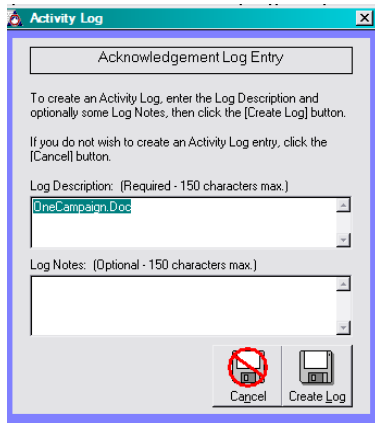 Activity Log
Acknowledgement Log Entry
To create an Activity Log, enter the Log Description and
optionally some Log Notes, then click the [Create Log] button.
If you do not wish to create an Activity Log entry, click the
[Cancel] button.
Log Description: (Required - 150 characters max.)
OneCampaign.Doc
Log Notes: (Optional - 150 characters max.)
Cancel
Create Log